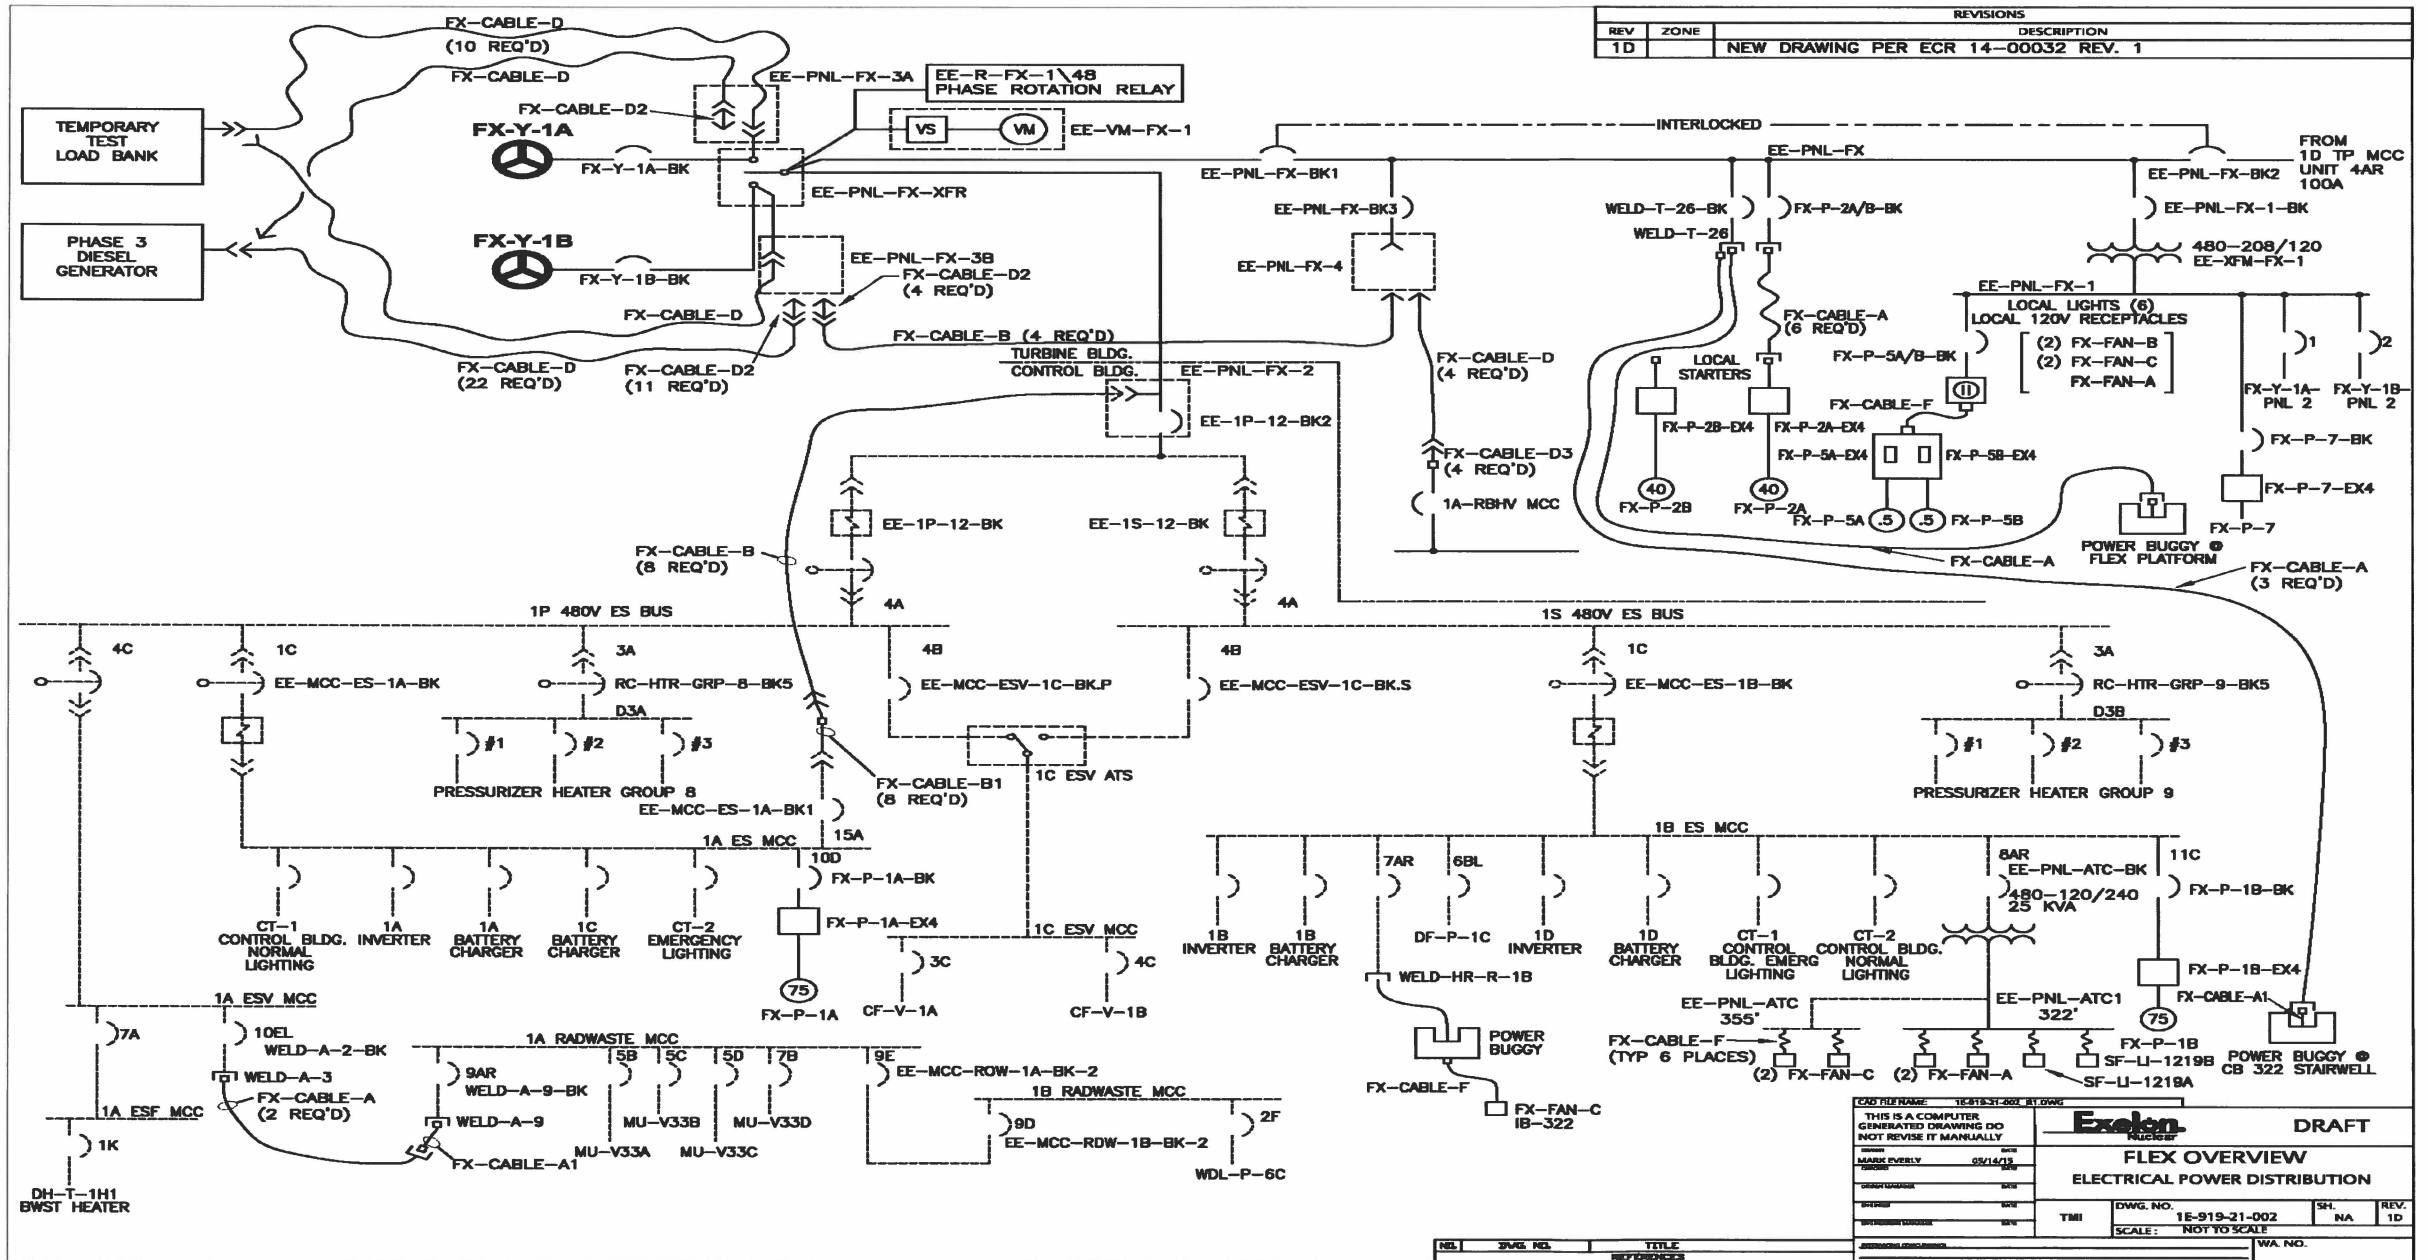 REVISIONS
REV ZONE DESCRIPTION
1D NEW DRAWING PER ECR 14-00032 REV. 1
FX-CABLE-D
(10 REQ'D)
FX-CABLE-D
EE-PNL-FX-3A
EE-R-FX-1\48
PHASE ROTATION RELAY
FX-CABLE-D2
VS
VM
EE-VM-FX-1
TEMPORARY
TEST
LOAD BANK
FX-Y-1A
FX-Y-1A-BK
EE-PNL-FX-XFR
INTERLOCKED
EE-PNL-FX-BK1
EE-PNL-FX
EE-PNL-FX-BK2
FROM
1D TP MCC
UNIT 4AR
100A
PHASE 3
DIESEL
GENERATOR
FX-Y-1B
FX-Y-1B-BK
EE-PNL-FX-3B
FX-CABLE-D2
(4 REQ'D)
FX-CABLE-D
EE-PNL-FX-BK3
EE-PNL-FX-4
WELD-T-26-BK
WELD-T-26
FX-P-2A/B-BK
EE-PNL-FX-1-BK
480-208/120
EE-XFM-FX-1
EE-PNL-FX-1
LOCAL LIGHTS (6)
LOCAL 120V RECEPTACLES
(2) FX-FAN-B
(2) FX-FAN-C
FX-FAN-A
1
2
FX-Y-1A-
PNL 2
FX-Y-1B-
PNL 2
FX-CABLE-B (4 REQ'D)
TURBINE BLDG.
CONTROL BLDG.
FX-CABLE-D
(22 REQ'D)
FX-CABLE-D2
(11 REQ'D)
EE-PNL-FX-2
EE-1P-12-BK2
FX-CABLE-D
(4 REQ'D)
FX-CABLE-A
(6 REQ'D)
LOCAL
STARTERS
FX-P-5A/B-BK
FX-CABLE-F
FX-P-2B-EX4
FX-P-2A-EX4
FX-P-5A-EX4
FX-P-5B-EX4
FX-P-7-BK
FX-P-7-EX4
FX-P-7
FX-CABLE-D3
(4 REQ'D)
1A-RBHV MCC
40
FX-P-2B
40
FX-P-2A
FX-P-5A
.5
.5
FX-P-5B
POWER BUGGY @
FLEX PLATFORM
FX-CABLE-A
FX-CABLE-A
(3 REQ'D)
EE-1P-12-BK
EE-1S-12-BK
FX-CABLE-B
(8 REQ'D)
1P 480V ES BUS
4A
4A
1S 480V ES BUS
4C
1C
3A
4B
4B
1C
3A
EE-MCC-ES-1A-BK
RC-HTR-GRP-8-BK5
EE-MCC-ESV-1C-BK.P
EE-MCC-ESV-1C-BK.S
EE-MCC-ES-1B-BK
RC-HTR-GRP-9-BK5
D3A
#1
#2
#3
PRESSURIZER HEATER GROUP 8
D3B
#1
#2
#3
PRESSURIZER HEATER GROUP 9
1C ESV ATS
FX-CABLE-B1
(8 REQ'D)
EE-MCC-ES-1A-BK1
15A
1A ES MCC
10D
FX-P-1A-BK
FX-P-1A-EX4
75
FX-P-1A
CT-1
CONTROL BLDG.
NORMAL
LIGHTING
1A
INVERTER
1A
BATTERY
CHARGER
1C
BATTERY
CHARGER
CT-2
EMERGENCY
LIGHTING
1C ESV MCC
3C
4C
CF-V-1A
CF-V-1B
1B ES MCC
7AR
6BL
8AR
EE-PNL-ATC-BK
480-120/240
25 KVA
11C
FX-P-1B-BK
1B
INVERTER
1B
BATTERY
CHARGER
DF-P-1C
1D
INVERTER
1D
BATTERY
CHARGER
CT-1
CONTROL
BLDG. EMERG
LIGHTING
CT-2
CONTROL BLDG.
NORMAL
LIGHTING
WELD-HR-R-1B
POWER
BUGGY
FX-CABLE-F
FX-FAN-C
IB-322
EE-PNL-ATC
355'
EE-PNL-ATC1
322'
FX-P-1B-EX4
75
FX-P-1B
FX-CABLE-F
(TYP 6 PLACES)
(2) FX-FAN-C
(2) FX-FAN-A
SF-LI-1219B
SF-LI-1219A
FX-CABLE-A1
POWER BUGGY @
CB 322 STAIRWELL
1A ESV MCC
7A
10EL
WELD-A-2-BK
WELD-A-3
FX-CABLE-A
(2 REQ'D)
1A ESF MCC
1K
DH-T-1H1
BWST HEATER
1A RADWASTE MCC
9AR
WELD-A-9-BK
WELD-A-9
FX-CABLE-A1
5B
5C
5D
7B
9E
EE-MCC-ROW-1A-BK-2
MU-V33B
MU-V33D
MU-V33A
MU-V33C
1B RADWASTE MCC
9D
EE-MCC-RDW-1B-BK-2
2F
WDL-P-6C
CAD FILE NAME: 1E-919-21-002_R1.DWG
THIS IS A COMPUTER
GENERATED DRAWING DO
NOT REVISE IT MANUALLY
MARK EVERLY 05/14/15
Exelon
Nuclear
DRAFT
FLEX OVERVIEW
ELECTRICAL POWER DISTRIBUTION
TMI
DWG. NO.
1E-919-21-002
SH.
NA
REV.
1D
SCALE: NOT TO SCALE
WA. NO.
NO. DWG. NO. TITLE
REFERENCES